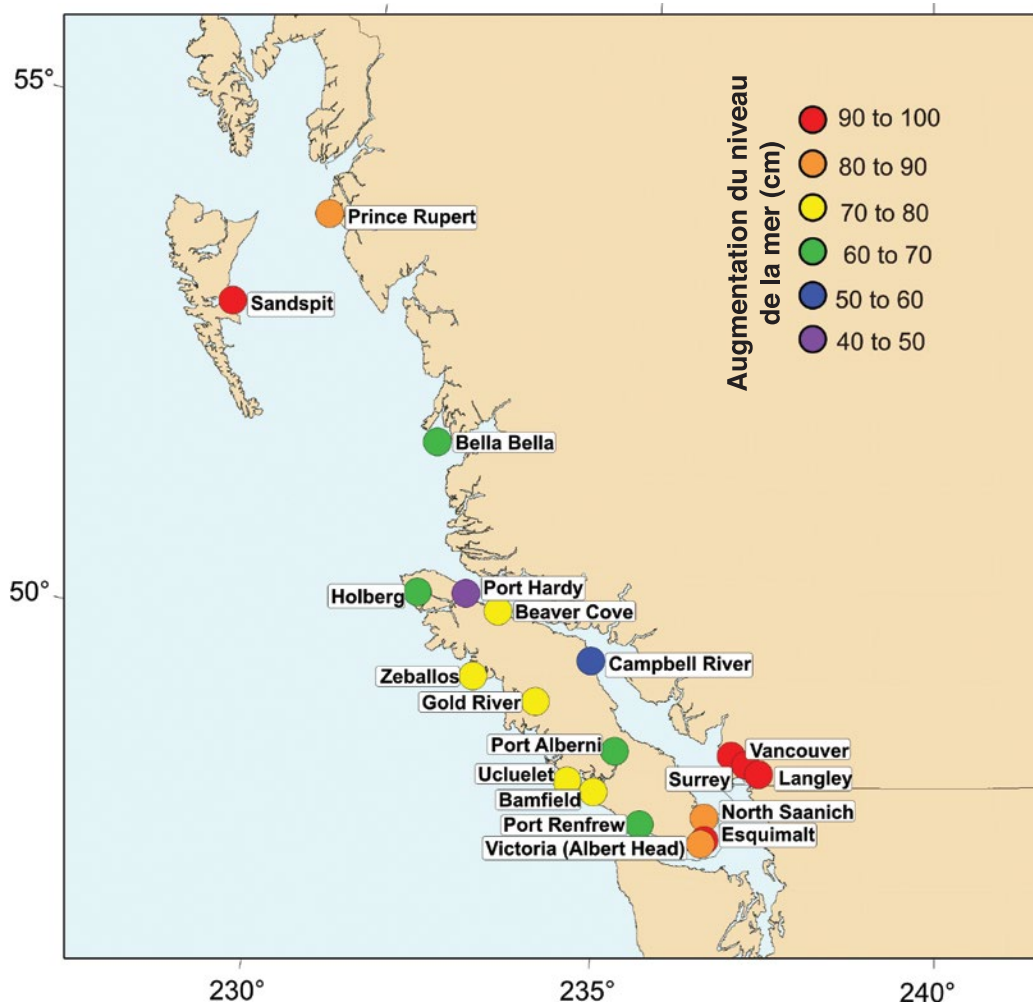 55°
50°
230°
235°
240°
Augmentation du niveau
de la mer (cm)
90 to 100
80 to 90
70 to 80
60 to 70
50 to 60
40 to 50
Prince Rupert
Sandspit
Bella Bella
Port Hardy
Holberg
Beaver Cove
Campbell River
Zeballos
Gold River
Port Alberni
Vancouver
Ucluelet
Surrey
Langley
Bamfield
North Saanich
Port Renfrew
Esquimalt
Victoria (Albert Head)